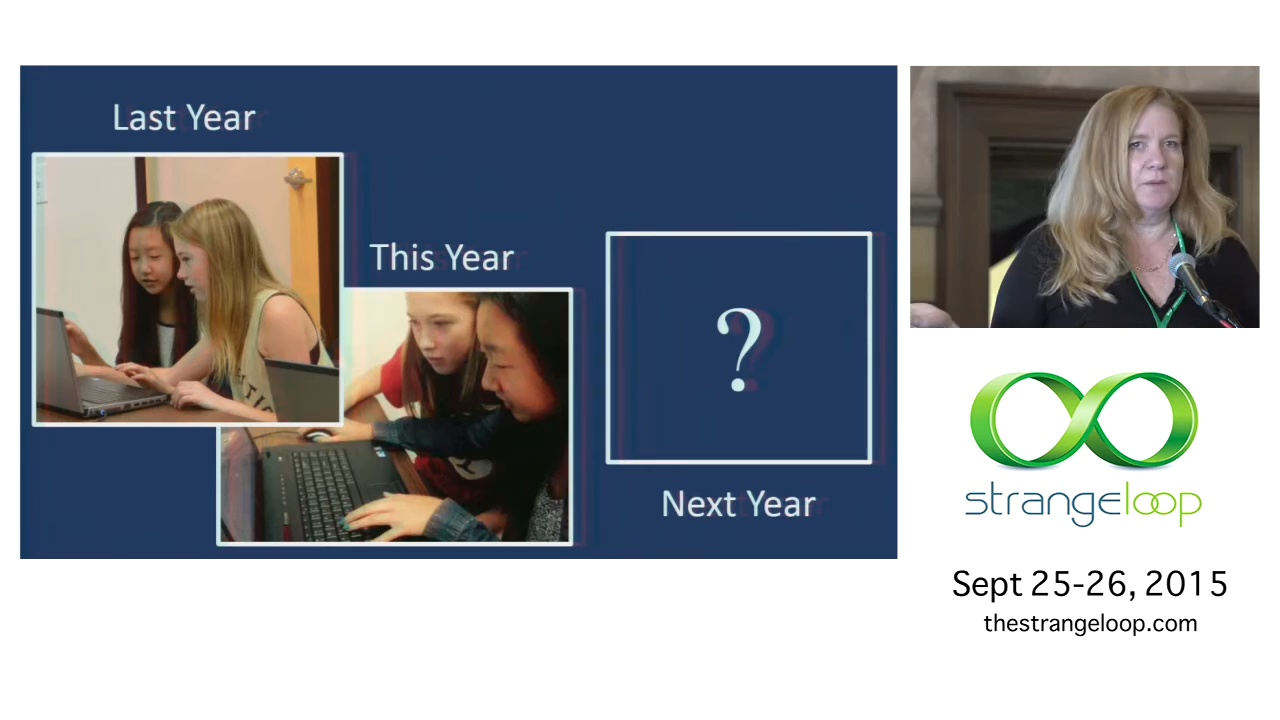 Last Year
This Year
?
Next Year
strangeloop
Sept 25-26, 2015
thestrangeloop.com